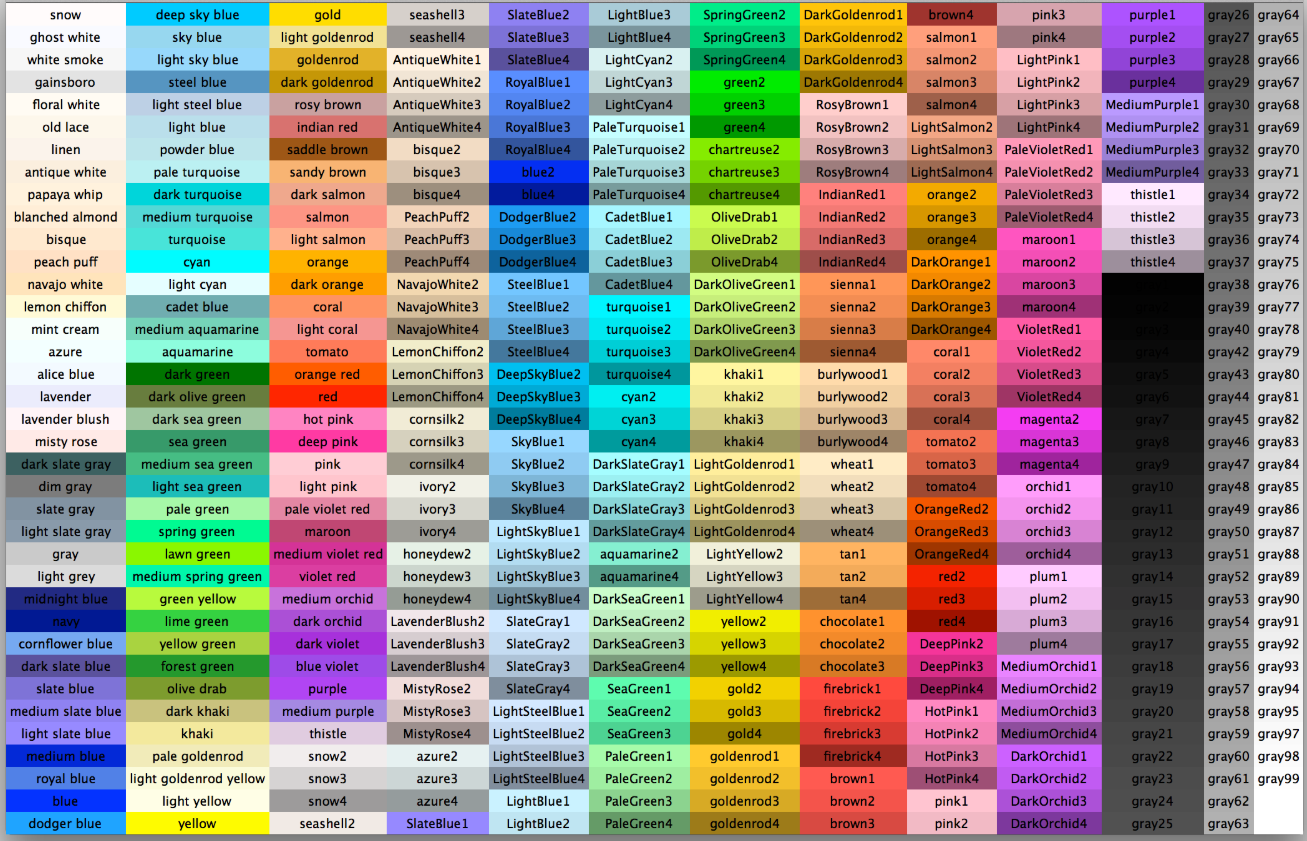 snow
ghost white
white smoke
gainsboro
floral white
old lace
linen
antique white
papaya whip
blanched almond
bisque
peach puff
navajo white
lemon chiffon
mint cream
azure
alice blue
lavender
lavender blush
misty rose
dark slate gray
dim gray
slate gray
light slate gray
gray
light grey
midnight blue
navy
cornflower blue
dark slate blue
slate blue
medium slate blue
light slate blue
medium blue
royal blue
blue
dodger blue
deep sky blue
sky blue
light sky blue
steel blue
light steel blue
light blue
powder blue
pale turquoise
dark turquoise
medium turquoise
turquoise
cyan
light cyan
cadet blue
medium aquamarine
aquamarine
dark green
dark olive green
dark sea green
sea green
medium sea green
light sea green
pale green
spring green
lawn green
medium spring green
green yellow
lime green
yellow green
forest green
olive drab
dark khaki
khaki
pale goldenrod
light goldenrod yellow
light yellow
yellow
gold
light goldenrod
goldenrod
dark goldenrod
rosy brown
indian red
saddle brown
sandy brown
dark salmon
salmon
light salmon
orange
dark orange
coral
light coral
tomato
orange red
red
hot pink
deep pink
pink
light pink
pale violet red
maroon
medium violet red
violet red
medium orchid
dark orchid
dark violet
blue violet
purple
medium purple
thistle
snow2
snow3
snow4
seashell2
seashell3
seashell4
AntiqueWhite1
AntiqueWhite2
AntiqueWhite3
AntiqueWhite4
bisque2
bisque3
bisque4
PeachPuff2
PeachPuff3
PeachPuff4
NavajoWhite2
NavajoWhite3
NavajoWhite4
LemonChiffon2
LemonChiffon3
LemonChiffon4
cornsilk2
cornsilk3
cornsilk4
ivory2
ivory3
ivory4
honeydew2
honeydew3
honeydew4
LavenderBlush2
LavenderBlush3
LavenderBlush4
MistyRose2
MistyRose3
MistyRose4
azure2
azure3
azure4
SlateBlue1
SlateBlue2
SlateBlue3
SlateBlue4
RoyalBlue1
RoyalBlue2
RoyalBlue3
RoyalBlue4
blue2
blue4
DodgerBlue2
DodgerBlue3
DodgerBlue4
SteelBlue1
SteelBlue2
SteelBlue3
SteelBlue4
DeepSkyBlue2
DeepSkyBlue3
DeepSkyBlue4
SkyBlue1
SkyBlue2
SkyBlue3
SkyBlue4
LightSkyBlue1
LightSkyBlue2
LightSkyBlue3
LightSkyBlue4
SlateGray1
SlateGray2
SlateGray3
SlateGray4
LightSteelBlue1
LightSteelBlue2
LightSteelBlue3
LightSteelBlue4
LightBlue1
LightBlue2
LightBlue3
LightBlue4
LightCyan2
LightCyan3
LightCyan4
PaleTurquoise1
PaleTurquoise2
PaleTurquoise3
PaleTurquoise4
CadetBlue1
CadetBlue2
CadetBlue3
CadetBlue4
turquoise1
turquoise2
turquoise3
turquoise4
cyan2
cyan3
cyan4
DarkSlateGray1
DarkSlateGray2
DarkSlateGray3
DarkSlateGray4
aquamarine2
aquamarine4
DarkSeaGreen1
DarkSeaGreen2
DarkSeaGreen3
DarkSeaGreen4
SeaGreen1
SeaGreen2
SeaGreen3
PaleGreen1
PaleGreen2
PaleGreen3
PaleGreen4
SpringGreen2
SpringGreen3
SpringGreen4
green2
green3
green4
chartreuse2
chartreuse3
chartreuse4
OliveDrab1
OliveDrab2
OliveDrab4
DarkOliveGreen1
DarkOliveGreen2
DarkOliveGreen3
DarkOliveGreen4
khaki1
khaki2
khaki3
khaki4
LightGoldenrod1
LightGoldenrod2
LightGoldenrod3
LightGoldenrod4
LightYellow2
LightYellow3
LightYellow4
yellow2
yellow3
yellow4
gold2
gold3
gold4
goldenrod1
goldenrod2
goldenrod3
goldenrod4
DarkGoldenrod1
DarkGoldenrod2
DarkGoldenrod3
DarkGoldenrod4
RosyBrown1
RosyBrown2
RosyBrown3
RosyBrown4
IndianRed1
IndianRed2
IndianRed3
IndianRed4
sienna1
sienna2
sienna3
sienna4
burlywood1
burlywood2
burlywood3
burlywood4
wheat1
wheat2
wheat3
wheat4
tan1
tan2
tan4
chocolate1
chocolate2
chocolate3
firebrick1
firebrick2
firebrick3
firebrick4
brown1
brown2
brown3
brown4
salmon1
salmon2
salmon3
salmon4
LightSalmon2
LightSalmon3
LightSalmon4
orange2
orange3
orange4
DarkOrange1
DarkOrange2
DarkOrange3
DarkOrange4
coral1
coral2
coral3
coral4
tomato2
tomato3
tomato4
OrangeRed2
OrangeRed3
OrangeRed4
red2
red3
red4
DeepPink2
DeepPink3
DeepPink4
HotPink1
HotPink2
HotPink3
HotPink4
pink1
pink2
pink3
pink4
LightPink1
LightPink2
LightPink3
LightPink4
PaleVioletRed1
PaleVioletRed2
PaleVioletRed3
PaleVioletRed4
maroon1
maroon2
maroon3
maroon4
VioletRed1
VioletRed2
VioletRed3
VioletRed4
magenta2
magenta3
magenta4
orchid1
orchid2
orchid3
orchid4
plum1
plum2
plum3
plum4
MediumOrchid1
MediumOrchid2
MediumOrchid3
MediumOrchid4
DarkOrchid1
DarkOrchid2
DarkOrchid3
DarkOrchid4
purple1
purple2
purple3
purple4
MediumPurple1
MediumPurple2
MediumPurple3
MediumPurple4
thistle1
thistle2
thistle3
thistle4
gray3
gray4
gray5
gray6
gray7
gray8
gray9
gray10
gray11
gray12
gray13
gray14
gray15
gray16
gray17
gray18
gray19
gray20
gray21
gray22
gray23
gray24
gray25
gray26
gray27
gray28
gray29
gray30
gray31
gray32
gray33
gray34
gray35
gray36
gray37
gray38
gray39
gray40
gray42
gray43
gray44
gray45
gray46
gray47
gray48
gray49
gray50
gray51
gray52
gray53
gray54
gray55
gray56
gray57
gray58
gray59
gray60
gray61
gray62
gray63
gray64
gray65
gray66
gray67
gray68
gray69
gray70
gray71
gray72
gray73
gray74
gray75
gray76
gray77
gray78
gray79
gray80
gray81
gray82
gray83
gray84
gray85
gray86
gray87
gray88
gray89
gray90
gray91
gray92
gray93
gray94
gray95
gray97
gray98
gray99